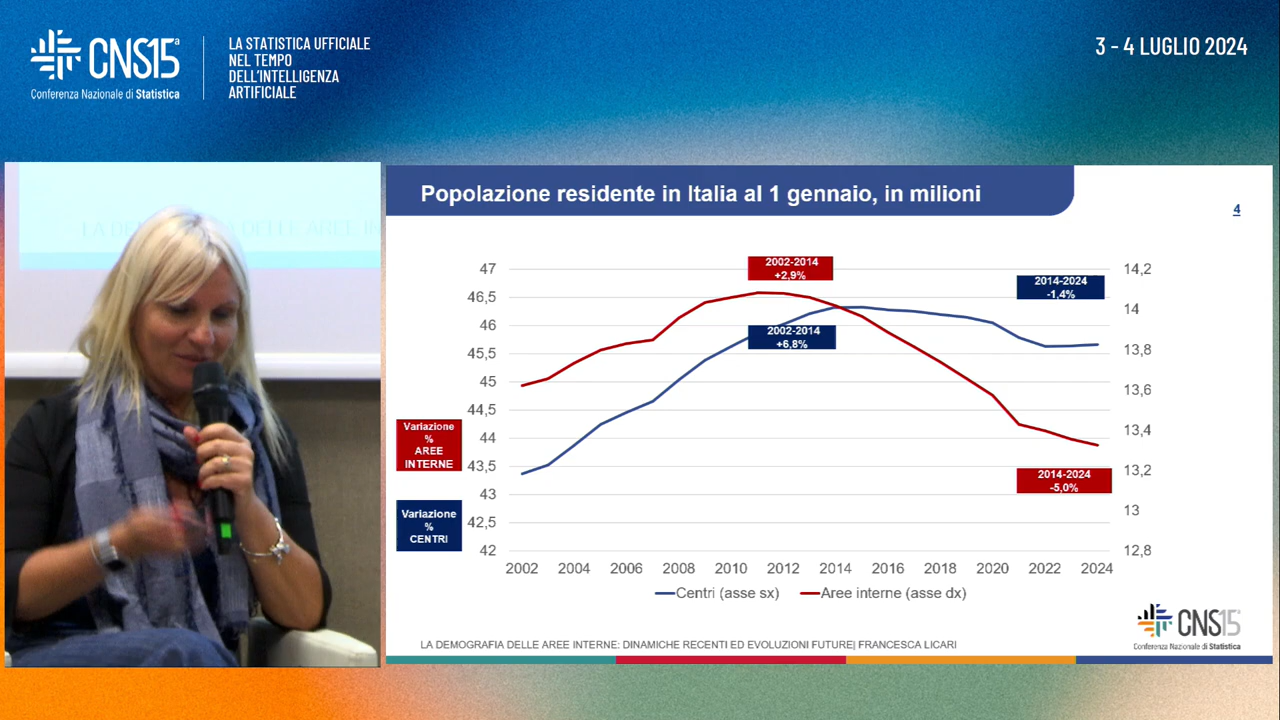 CNS15ª
Conferenza Nazionale di Statistica
LA STATISTICA UFFICIALE
NEL TEMPO
DELL'INTELLIGENZA
ARTIFICIALE
3 - 4 LUGLIO 2024
Popolazione residente in Italia al 1 gennaio, in milioni
4
47
46,5
46
45,5
45
44,5
44
43,5
43
42,5
42
2002-2014
+2,9%
2014-2024
-1,4%
2002-2014
+6,8%
2014-2024
-5,0%
Variazione
%
AREE
INTERNE
Variazione
%
CENTRI
14,2
14
13,8
13,6
13,4
13,2
13
12,8
2002 2004 2006 2008 2010 2012 2014 2016 2018 2020 2022 2024
Centri (asse sx) Aree interne (asse dx)
LA DEMOGRAFIA DELLE AREE INTERNE: DINAMICHE RECENTI ED EVOLUZIONI FUTURE| FRANCESCA LICARI
CNS15ª
Conferenza Nazionale di Statistica